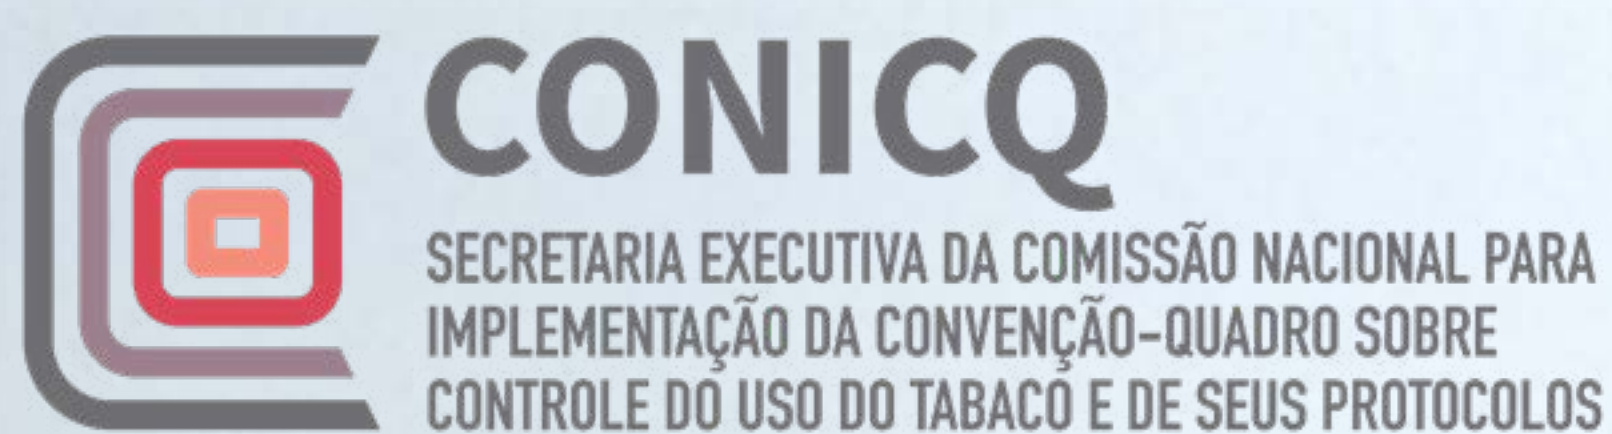 CONICQ
SECRETARIA EXECUTIVA DA COMISSÃO NACIONAL PARA
IMPLEMENTAÇÃO DA CONVENÇÃO-QUADRO SOBRE
CONTROLE DO USO DO TABACO E DE SEUS PROTOCOLOS